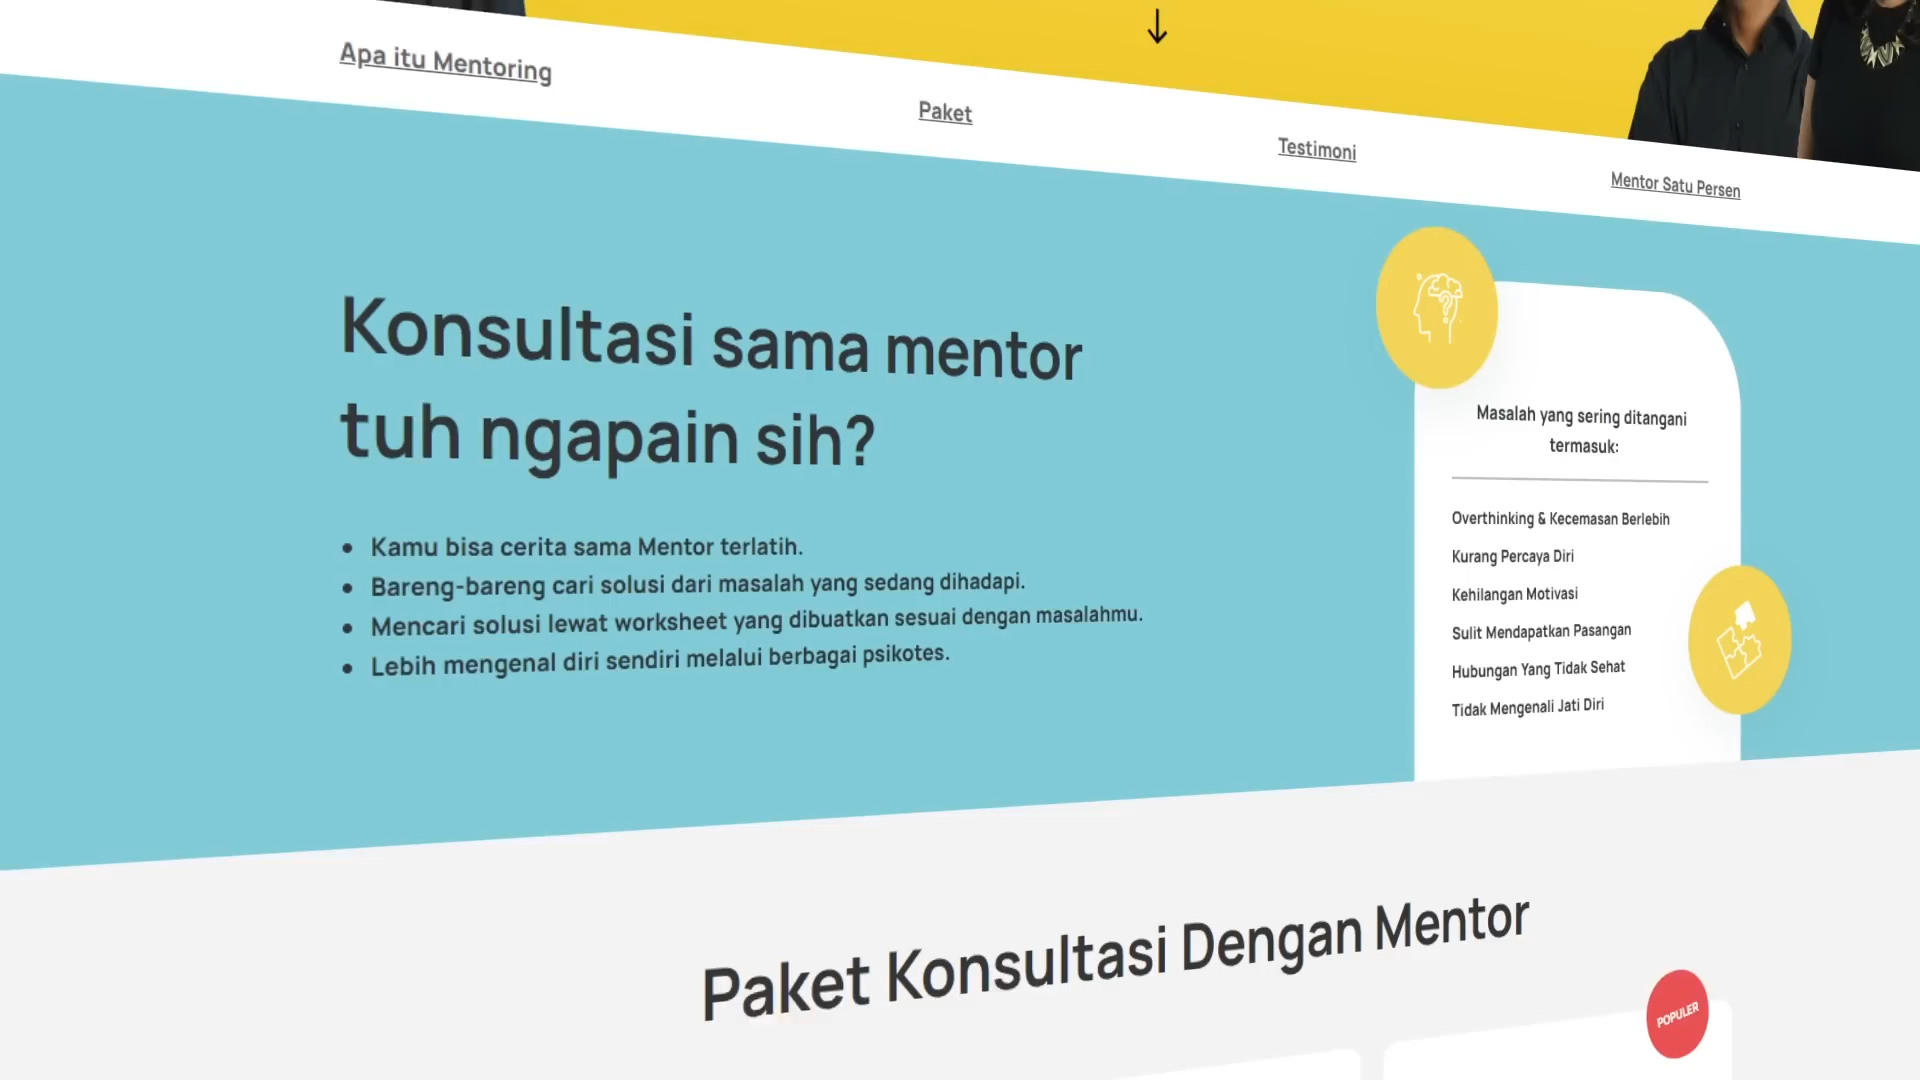 Apa itu Mentoring
Paket
Testimoni
Mentor Satu Persen
Konsultasi sama mentor
tuh ngapain sih?
Kamu bisa cerita sama Mentor terlatih.
Bareng-bareng cari solusi dari masalah yang sedang dihadapi.
Mencari solusi lewat worksheet yang dibuatkan sesuai dengan masalahmu.
Lebih mengenal diri sendiri melalui berbagai psikotes.
Masalah yang sering ditangani
termasuk:
Overthinking & Kecemasan Berlebih
Kurang Percaya Diri
Kehilangan Motivasi
Sulit Mendapatkan Pasangan
Hubungan Yang Tidak Sehat
Tidak Mengenali Jati Diri
Paket Konsultasi Dengan Mentor
POPULER